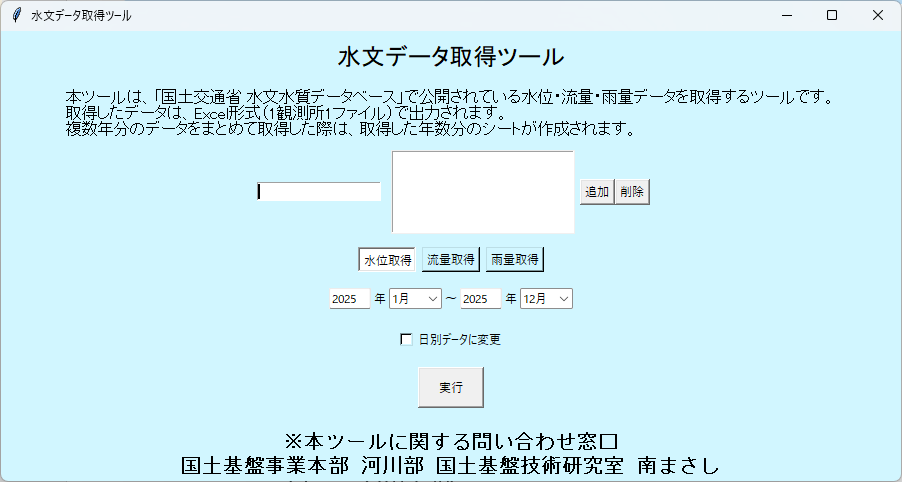 水文データ取得ツール
水文データ取得ツール
本ツールは、「国土交通省 水文水質データベース」で公開されている水位・流量・雨量データを取得するツールです。
取得したデータは、Excel形式(1観測所1ファイル)で出力されます。
複数年分のデータをまとめて取得した際は、取得した年数分のシートが作成されます。
追加 削除
水位取得 流量取得 雨量取得
2025 年 1月 ～ 2025 年 12月
日別データに変更
実行
※本ツールに関する問い合わせ窓口
国土基盤事業本部 河川部 国土基盤技術研究室 南まさし